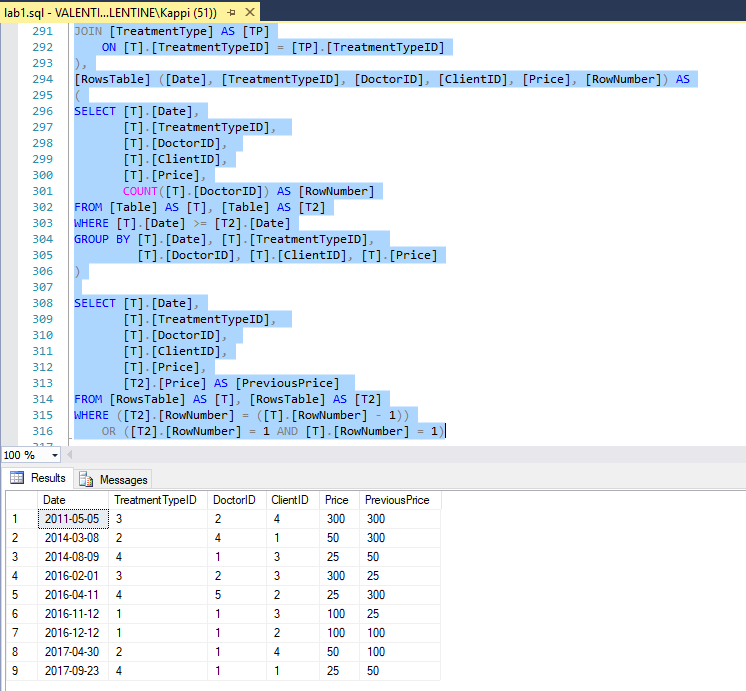 lab1.sql - VALENTI...LENTINE\Kappi (51))
291 JOIN [TreatmentType] AS [TP]
292 ON [T].[TreatmentTypeID] = [TP].[TreatmentTypeID]
293 ),
294 [RowsTable] ([Date], [TreatmentTypeID], [DoctorID], [ClientID], [Price], [RowNumber]) AS
295 (
296 SELECT [T].[Date],
297 [T].[TreatmentTypeID],
298 [T].[DoctorID],
299 [T].[ClientID],
300 [T].[Price],
301 COUNT([T].[DoctorID]) AS [RowNumber]
302 FROM [Table] AS [T], [Table] AS [T2]
303 WHERE [T].[Date] >= [T2].[Date]
304 GROUP BY [T].[Date], [T].[TreatmentTypeID],
305 [T].[DoctorID], [T].[ClientID], [T].[Price]
306 )
307
308 SELECT [T].[Date],
309 [T].[TreatmentTypeID],
310 [T].[DoctorID],
311 [T].[ClientID],
312 [T].[Price],
313 [T2].[Price] AS [PreviousPrice]
314 FROM [RowsTable] AS [T], [RowsTable] AS [T2]
315 WHERE ([T2].[RowNumber] = ([T].[RowNumber] - 1))
316 OR ([T2].[RowNumber] = 1 AND [T].[RowNumber] = 1)
317
100 %
Results Messages
Date TreatmentTypeID DoctorID ClientID Price PreviousPrice
1 2011-05-05 3 2 4 300 300
2 2014-03-08 2 4 1 50 300
3 2014-08-09 4 1 3 25 50
4 2016-02-01 3 2 3 300 25
5 2016-04-11 4 5 2 25 300
6 2016-11-12 1 1 3 100 25
7 2016-12-12 1 1 2 100 100
8 2017-04-30 2 1 4 50 100
9 2017-09-23 4 1 1 25 50